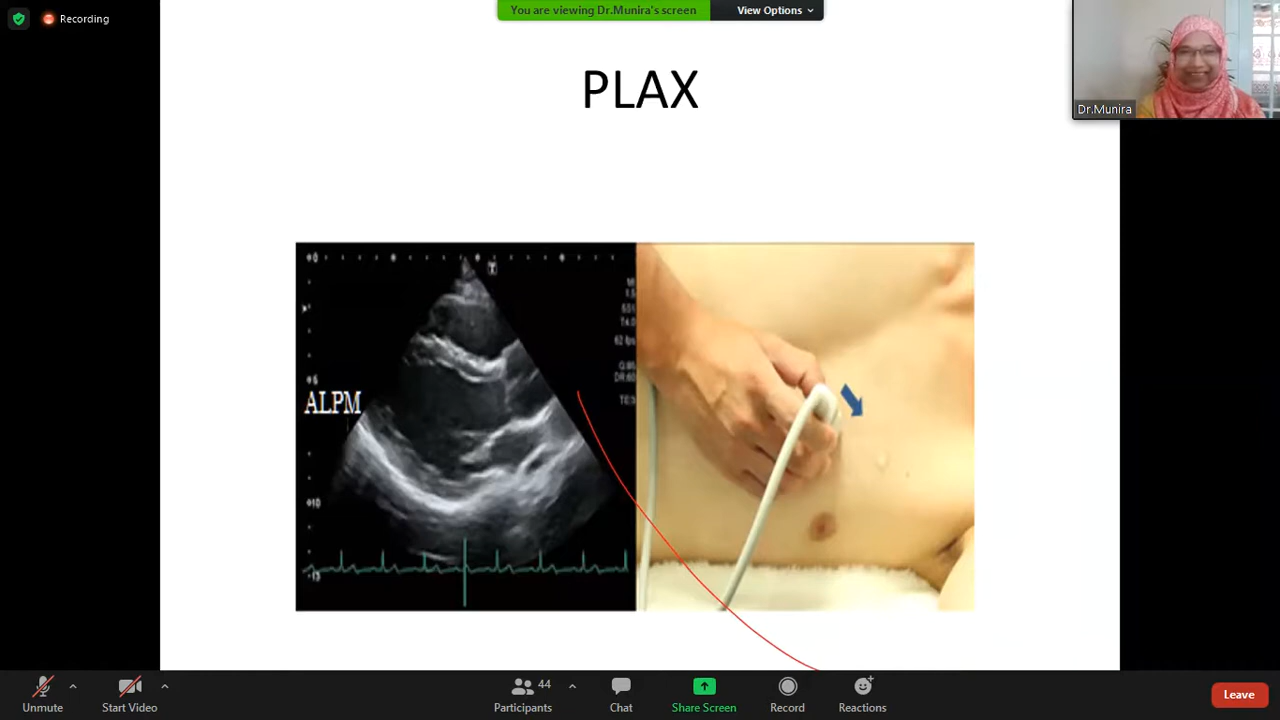 Recording
You are viewing Dr.Munira's screen
View Options
Dr.Munira
PLAX
ALPM
Unmute
Start Video
44
Participants
Chat
Share Screen
Record
Reactions
Leave